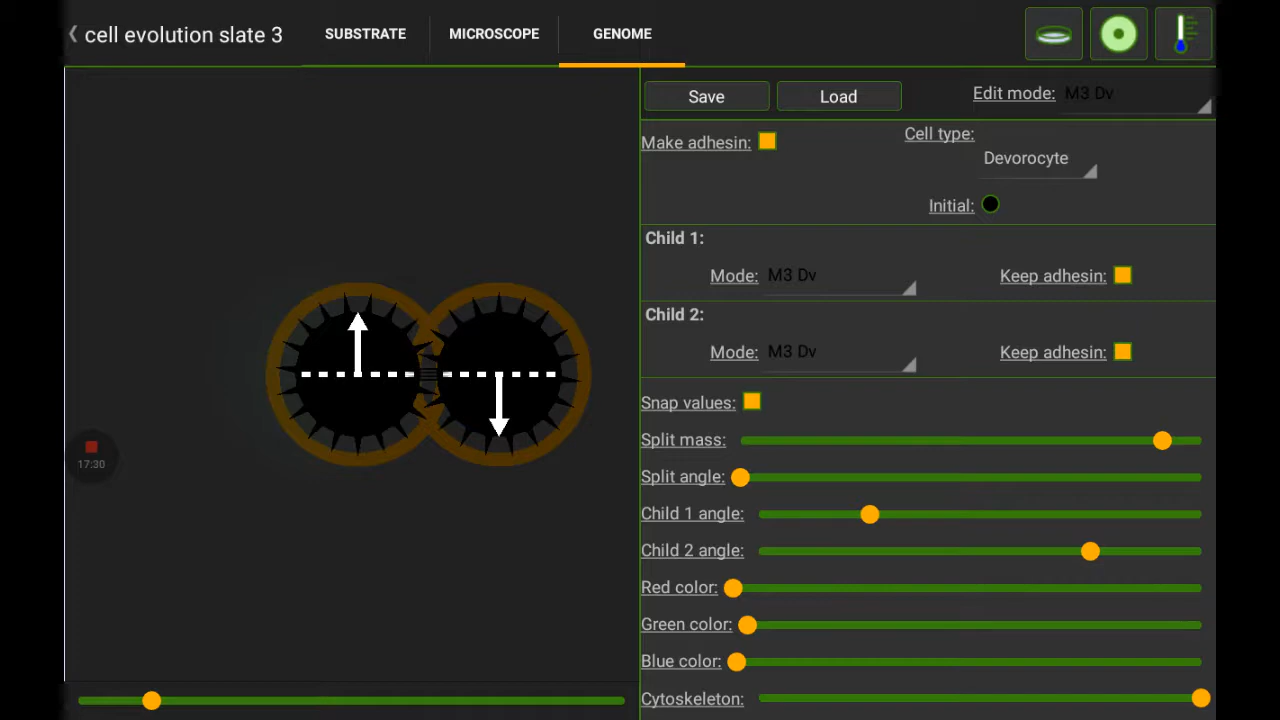 cell evolution slate 3
SUBSTRATE
MICROSCOPE
GENOME
Save
Load
Edit mode: M3 Dv
Make adhesin:
Cell type:
Devorocyte
Initial:
Child 1:
Mode: M3 Dv
Keep adhesin:
Child 2:
Mode: M3 Dv
Keep adhesin:
Snap values:
Split mass:
17:30
Split angle:
Child 1 angle:
Child 2 angle:
Red color:
Green color:
Blue color:
Cytoskeleton: